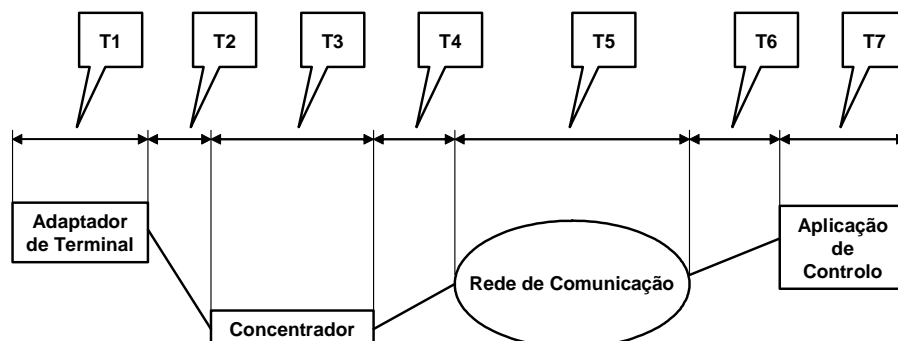 T1 T2 T3 T4 T5 T6 T7
Adaptador
de Terminal
Aplicação
de
Controlo
Rede de Comunicação
Concentrador